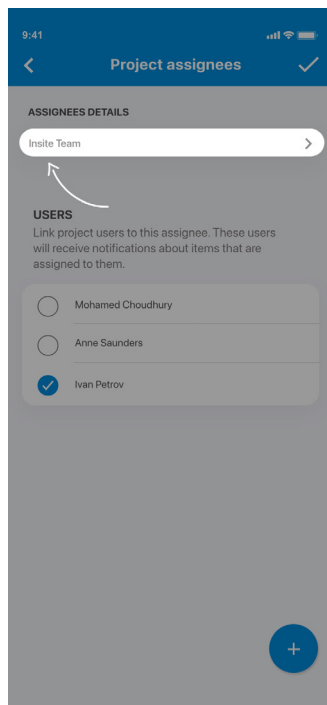 9:41
Project assignees
ASSIGNEES DETAILS
Insite Team
USERS
Link project users to this assignee. These users
will receive notifications about items that are
assigned to them.
Mohamed Choudhury
Anne Saunders
Ivan Petrov